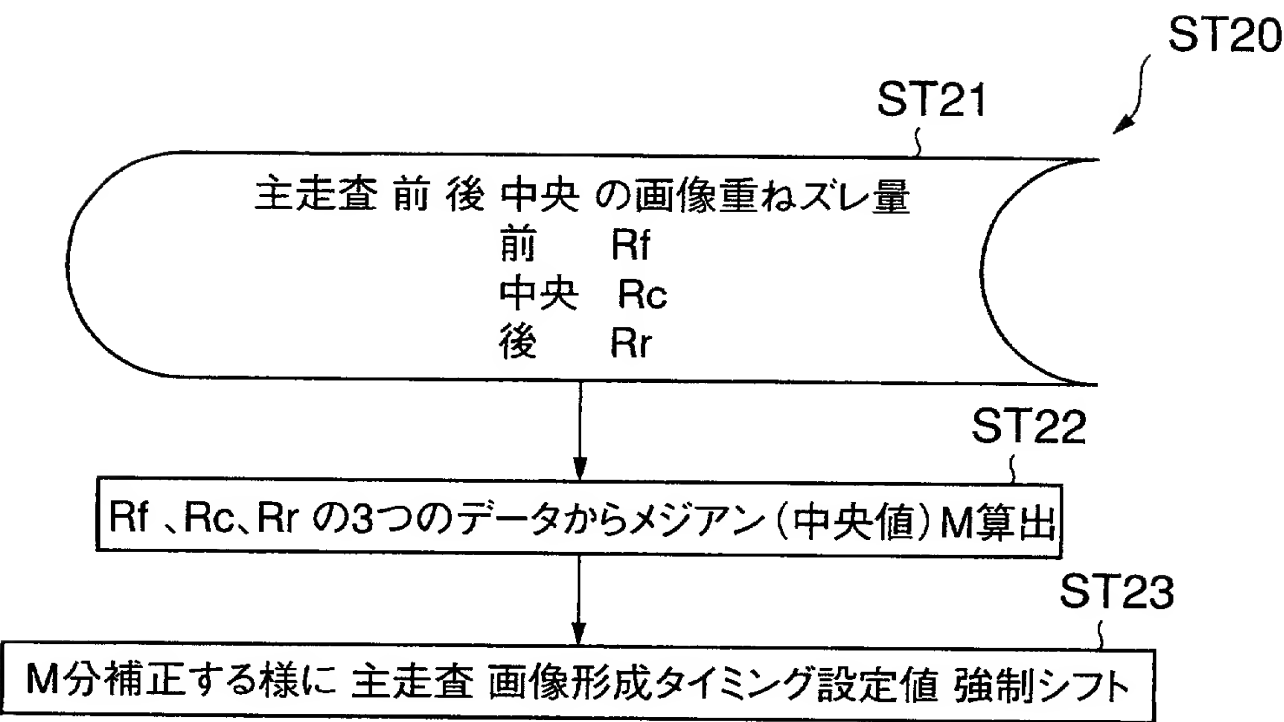 ST20
ST21
主走査 前 後 中央 の画像重ねズレ量
前 Rf
中央 Rc
後 Rr
ST22
Rf、Rc、Rr の3つのデータからメジアン(中央値)M算出
ST23
M分補正する様に 主走査 画像形成タイミング設定値 強制シフト